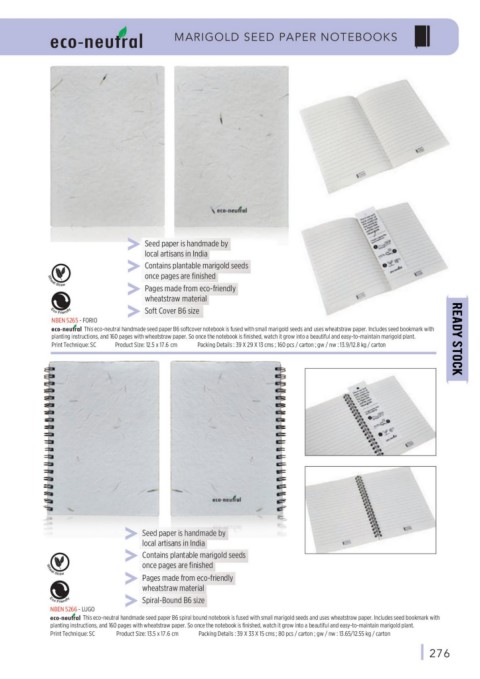 eco-neutral
MARIGOLD SEED PAPER NOTEBOOKS
eco-neutral
Seed paper is handmade by
local artisans in India
Contains plantable marigold seeds
once pages are finished
Pages made from eco-friendly
wheatstraw material
Soft Cover B6 size
NBEN 5265 - FORIO
eco-neutral This eco-neutral handmade seed paper B6 softcover notebook is fused with small marigold seeds and uses wheatstraw paper. Includes seed bookmark with
planting instructions, and 160 pages with wheatstraw paper. So once the notebook is finished, watch it grow into a beautiful and easy-to-maintain marigold plant.
Print Technique: SC Product Size: 12.5 x 17.6 cm Packing Details : 39 X 29 X 13 cms ; 160 pcs / carton ; gw / nw : 13.9/12.8 kg / carton
READY STOCK
eco-neutral
Seed paper is handmade by
local artisans in India
Contains plantable marigold seeds
once pages are finished
Pages made from eco-friendly
wheatstraw material
Spiral-Bound B6 size
NBEN 5266 - LUGO
eco-neutral This eco-neutral handmade seed paper B6 spiral bound notebook is fused with small marigold seeds and uses wheatstraw paper. Includes seed bookmark with
planting instructions, and 160 pages with wheatstraw paper. So once the notebook is finished, watch it grow into a beautiful and easy-to-maintain marigold plant.
Print Technique: SC Product Size: 13.5 x 17.6 cm Packing Details : 39 X 33 X 15 cms ; 80 pcs / carton ; gw / nw : 13.65/12.55 kg / carton
276